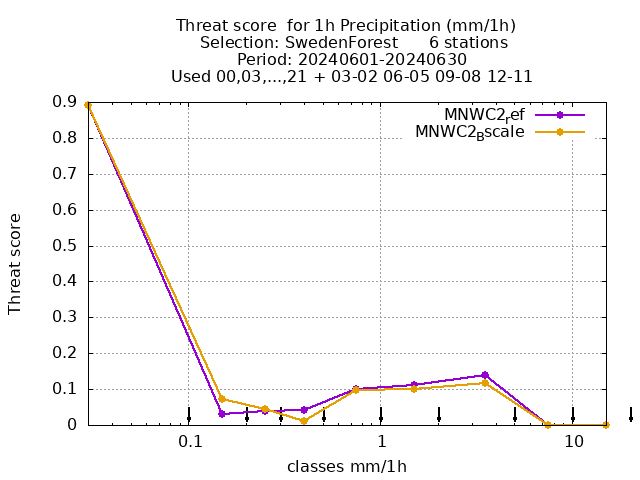 Threat score  for 1h Precipitation (mm/1h)
Selection: SwedenForest      6 stations
Period: 20240601-20240630
Used 00,03,...,21 + 03-02 06-05 09-08 12-11
MNWC2ref
MNWC2Bscale
0.9
0.8
0.7
0.6
0.5
0.4
0.3
0.2
0.1
0
Threat score
0.1
1
10
classes mm/1h